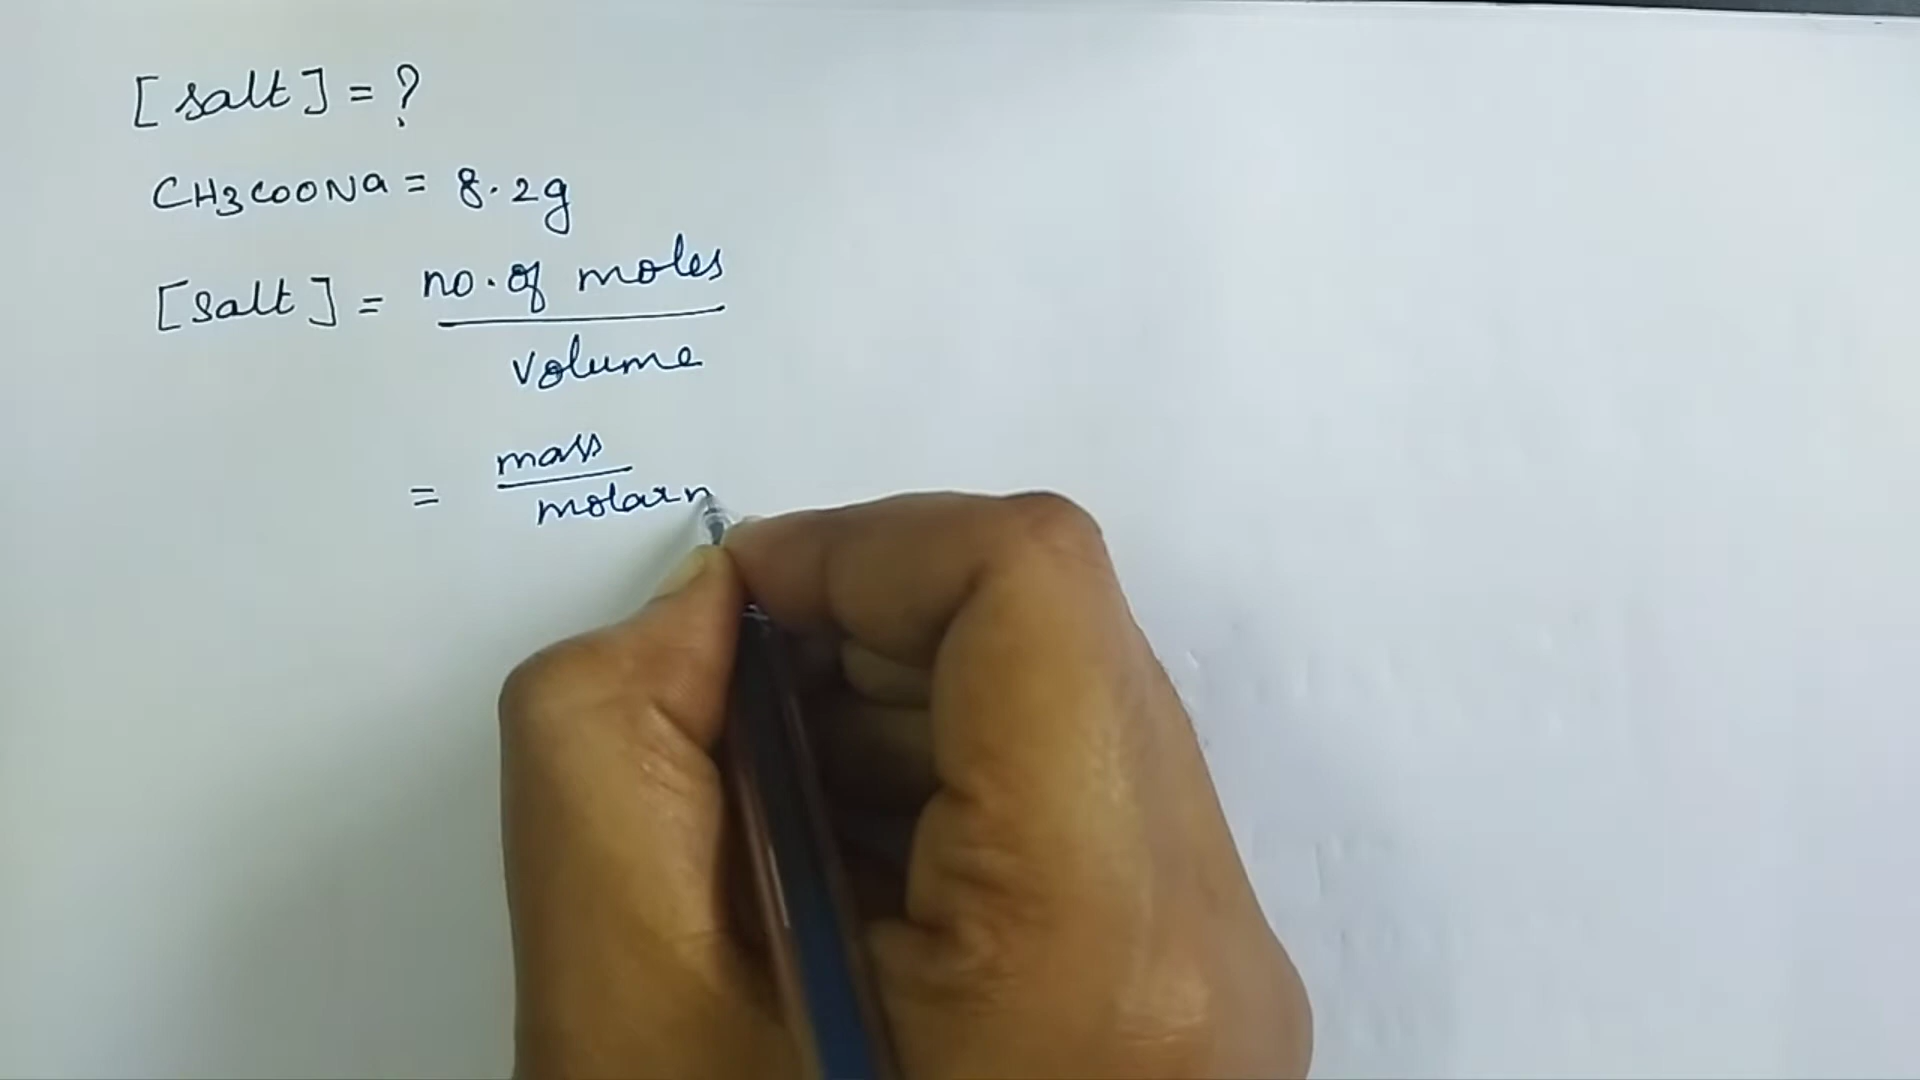 [salt] = ?
CH3COONa = 8.2g
[Salt] = no. of moles
volume
= mass
molar